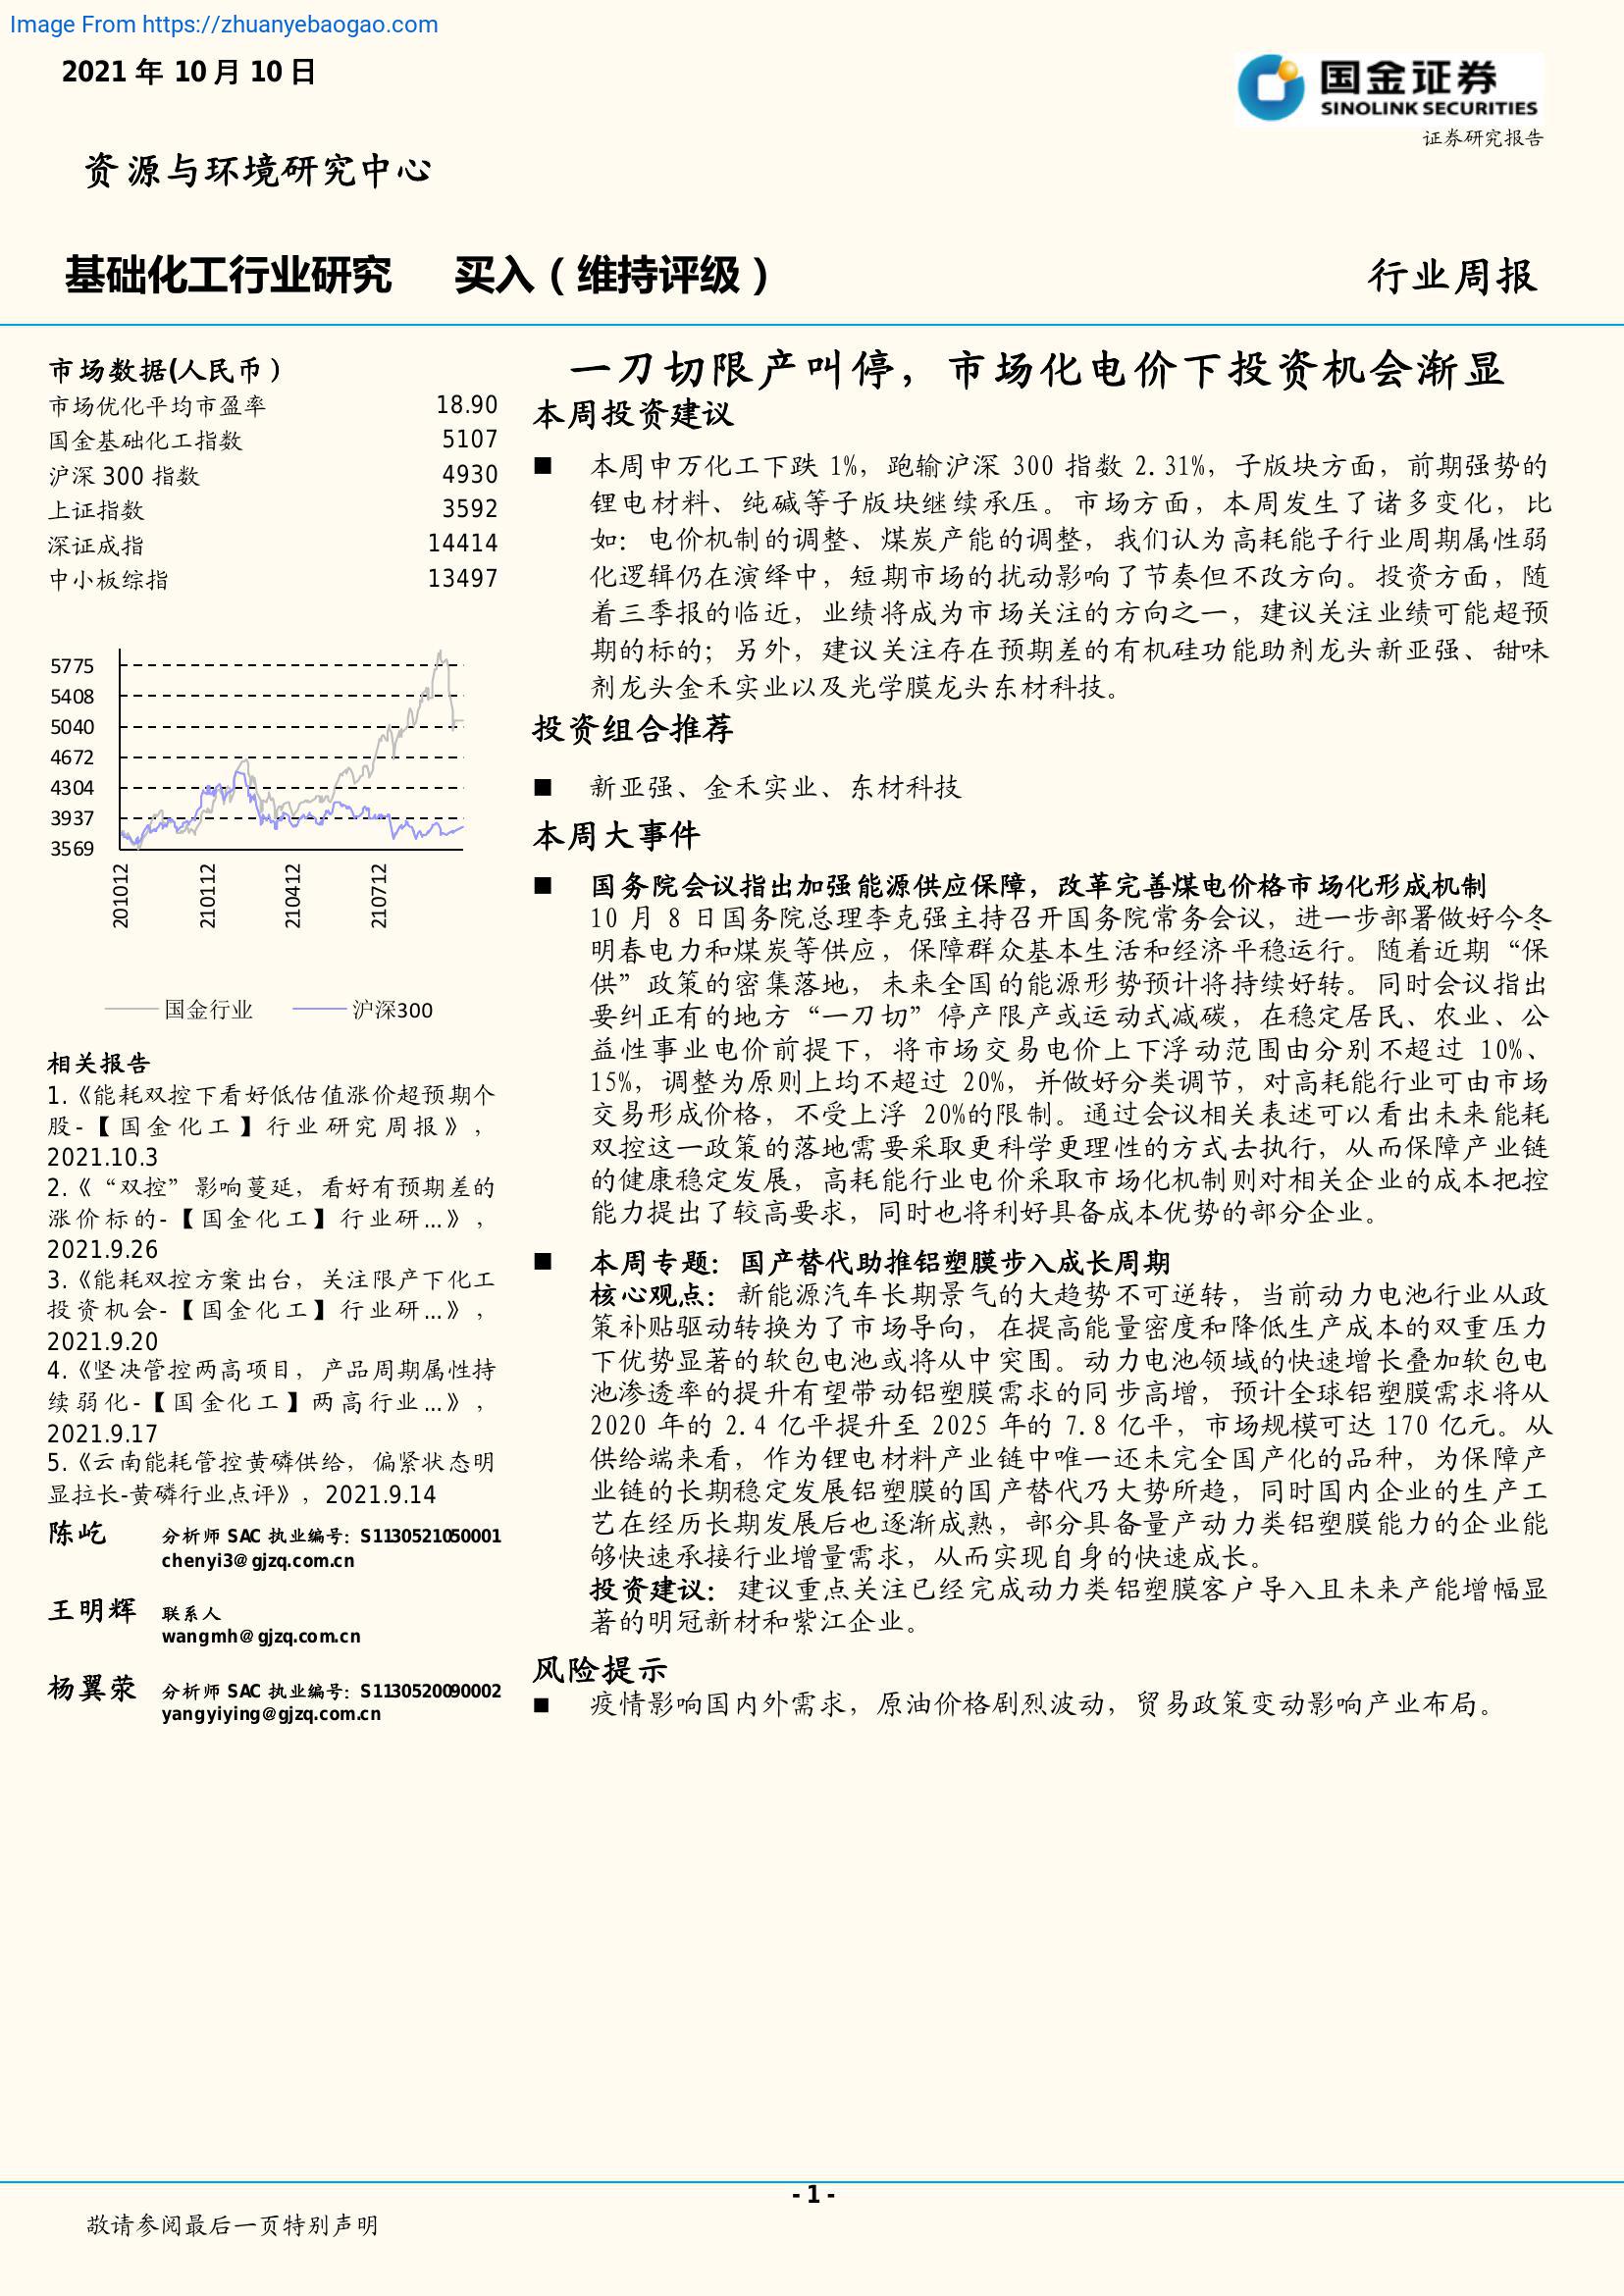 Image From https://zhuanyebaogao.com
2021 年 10 月 10 日
国金证券
SINOLINK SECURITIES
证券研究报告
资源与环境研究中心
基础化工行业研究 买入（维持评级）
行业周报
市场数据(人民币）
市场优化平均市盈率 18.90
国金基础化工指数 5107
沪深 300 指数 4930
上证指数 3592
深证成指 14414
中小板综指 13497
5775
5408
5040
4672
4304
3937
3569
201012
210112
210412
210712
国金行业 沪深300
相关报告
1.《能耗双控下看好低估值涨价超预期个
股-【国金化工】行业研究周报》，
2021.10.3
2.《“双控”影响蔓延，看好有预期差的
涨价标的-【国金化工】行业研...》，
2021.9.26
3.《能耗双控方案出台，关注限产下化工
投资机会-【国金化工】行业研...》，
2021.9.20
4.《坚决管控两高项目，产品周期属性持
续弱化-【国金化工】两高行业...》，
2021.9.17
5.《云南能耗管控黄磷供给，偏紧状态明
显拉长-黄磷行业点评》，2021.9.14
陈屹 分析师 SAC 执业编号：S1130521050001
chenyi3@gjzq.com.cn
王明辉 联系人
wangmh@gjzq.com.cn
杨翼荥 分析师 SAC 执业编号：S1130520090002
yangyiying@gjzq.com.cn
一刀切限产叫停，市场化电价下投资机会渐显
本周投资建议
■ 本周申万化工下跌 1%，跑输沪深 300 指数 2.31%，子版块方面，前期强势的
锂电材料、纯碱等子版块继续承压。市场方面，本周发生了诸多变化，比
如：电价机制的调整、煤炭产能的调整，我们认为高耗能子行业周期属性弱
化逻辑仍在演绎中，短期市场的扰动影响了节奏但不改方向。投资方面，随
着三季报的临近，业绩将成为市场关注的方向之一，建议关注业绩可能超预
期的标的；另外，建议关注存在预期差的有机硅功能助剂龙头新亚强、甜味
剂龙头金禾实业以及光学膜龙头东材科技。
投资组合推荐
■ 新亚强、金禾实业、东材科技
本周大事件
■ 国务院会议指出加强能源供应保障，改革完善煤电价格市场化形成机制
10 月 8 日国务院总理李克强主持召开国务院常务会议，进一步部署做好今冬
明春电力和煤炭等供应，保障群众基本生活和经济平稳运行。随着近期“保
供”政策的密集落地，未来全国的能源形势预计将持续好转。同时会议指出
要纠正有的地方“一刀切”停产限产或运动式减碳，在稳定居民、农业、公
益性事业电价前提下，将市场交易电价上下浮动范围由分别不超过 10%、
15%，调整为原则上均不超过 20%，并做好分类调节，对高耗能行业可由市场
交易形成价格，不受上浮 20%的限制。通过会议相关表述可以看出未来能耗
双控这一政策的落地需要采取更科学更理性的方式去执行，从而保障产业链
的健康稳定发展，高耗能行业电价采取市场化机制则对相关企业的成本把控
能力提出了较高要求，同时也将利好具备成本优势的部分企业。
■ 本周专题：国产替代助推铝塑膜步入成长周期
核心观点：新能源汽车长期景气的大趋势不可逆转，当前动力电池行业从政
策补贴驱动转换为了市场导向，在提高能量密度和降低生产成本的双重压力
下优势显著的软包电池或将从中突围。动力电池领域的快速增长叠加软包电
池渗透率的提升有望带动铝塑膜需求的同步高增，预计全球铝塑膜需求将从
2020 年的 2.4 亿平提升至 2025 年的 7.8 亿平，市场规模可达 170 亿元。从
供给端来看，作为锂电材料产业链中唯一还未完全国产化的品种，为保障产
业链的长期稳定发展铝塑膜的国产替代乃大势所趋，同时国内企业的生产工
艺在经历长期发展后也逐渐成熟，部分具备量产动力类铝塑膜能力的企业能
够快速承接行业增量需求，从而实现自身的快速成长。
投资建议：建议重点关注已经完成动力类铝塑膜客户导入且未来产能增幅显
著的明冠新材和紫江企业。
风险提示
■ 疫情影响国内外需求，原油价格剧烈波动，贸易政策变动影响产业布局。
- 1 -
敬请参阅最后一页特别声明